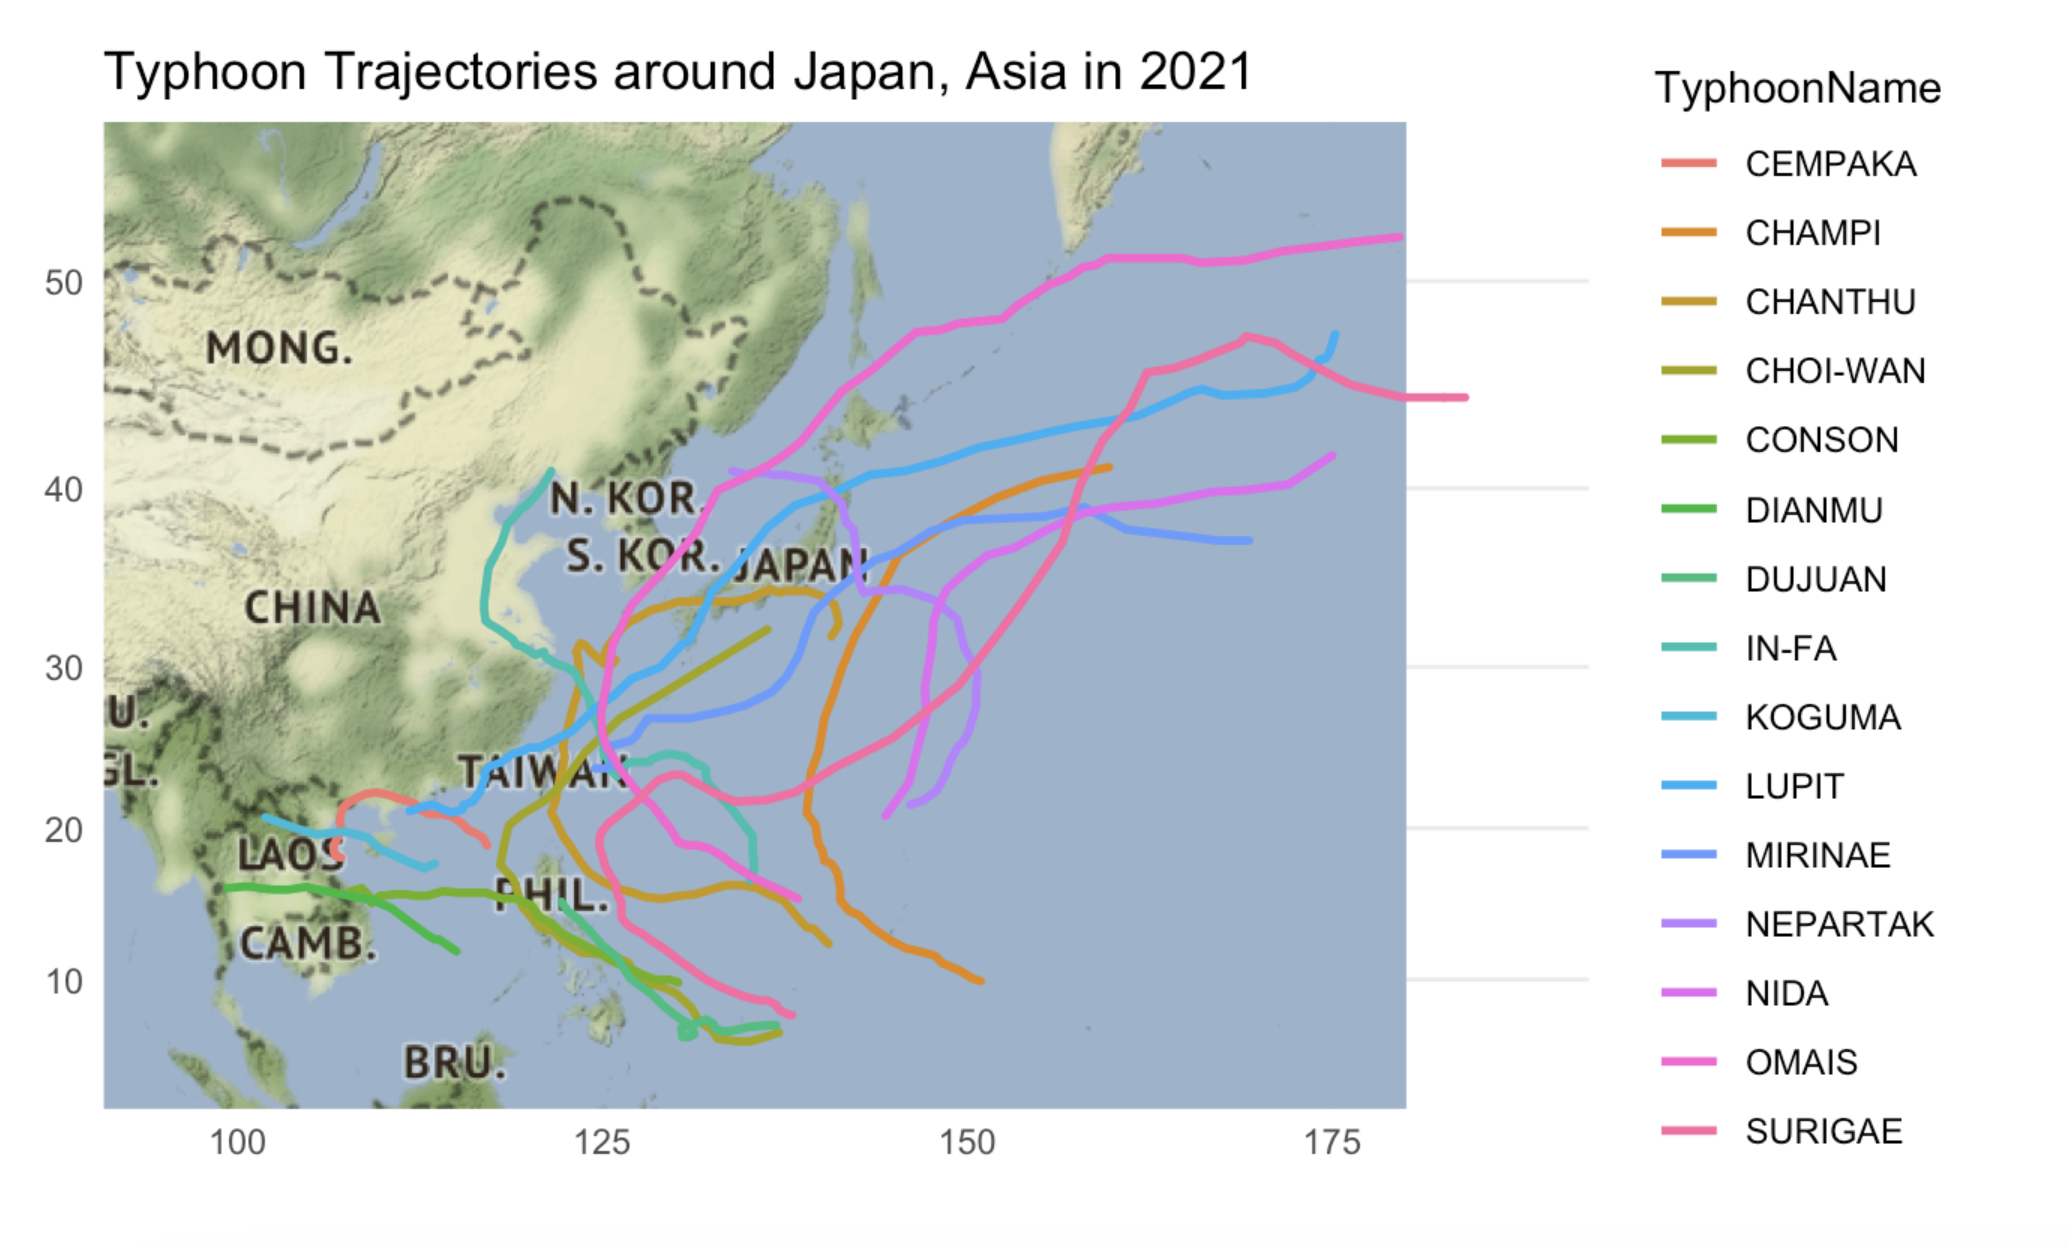 Typhoon Trajectories around Japan, Asia in 2021
TyphoonName
CEMPAKA
CHAMPI
CHANTHU
CHOI-WAN
CONSON
DIANMU
DUJUAN
IN-FA
KOGUMA
LUPIT
MIRINAE
NEPARTAK
NIDA
OMAIS
SURIGAE
50
40
30
20
10
MONG.
N. KOR.
S. KOR.
JAPAN
CHINA
U.
GL.
TAIWAN
LAOS
PHIL.
CAMB.
BRU.
100 125 150 175